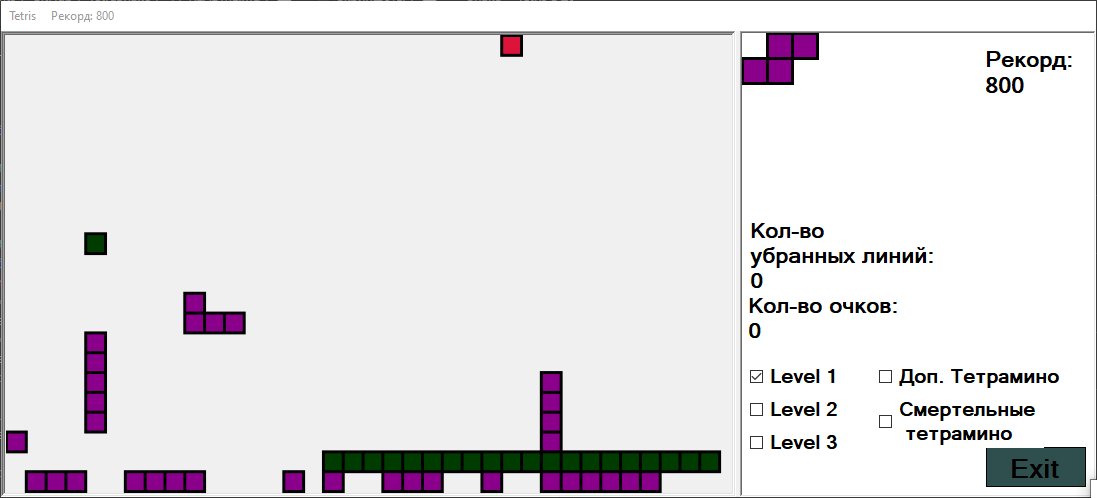 Tetris Рекорд: 800
Рекорд:
800
Кол-во
убранных линий:
0
Кол-во очков:
0
Level 1
Доп. Тетрамино
Level 2
Смертельные
тетрамино
Level 3
Exit